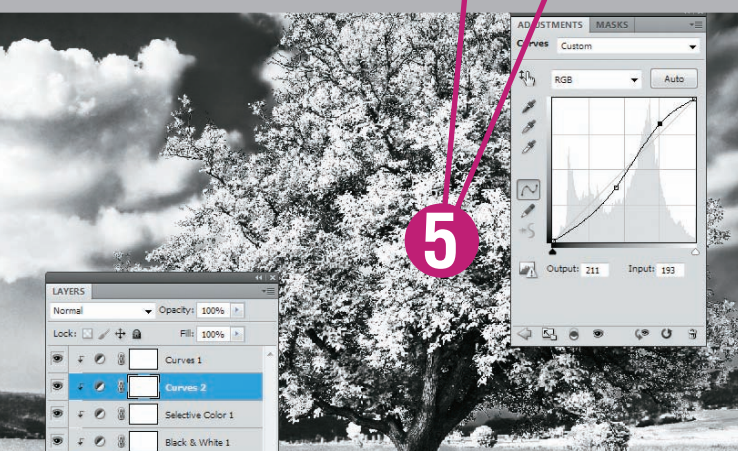 ADJUSTMENTS MASKS
Curves Custom
RGB Auto
5
Output: 211 Input: 193
LAYERS
Normal Opacity: 100%
Lock: Fill: 100%
Curves 1
Curves 2
Selective Color 1
Black & White 1